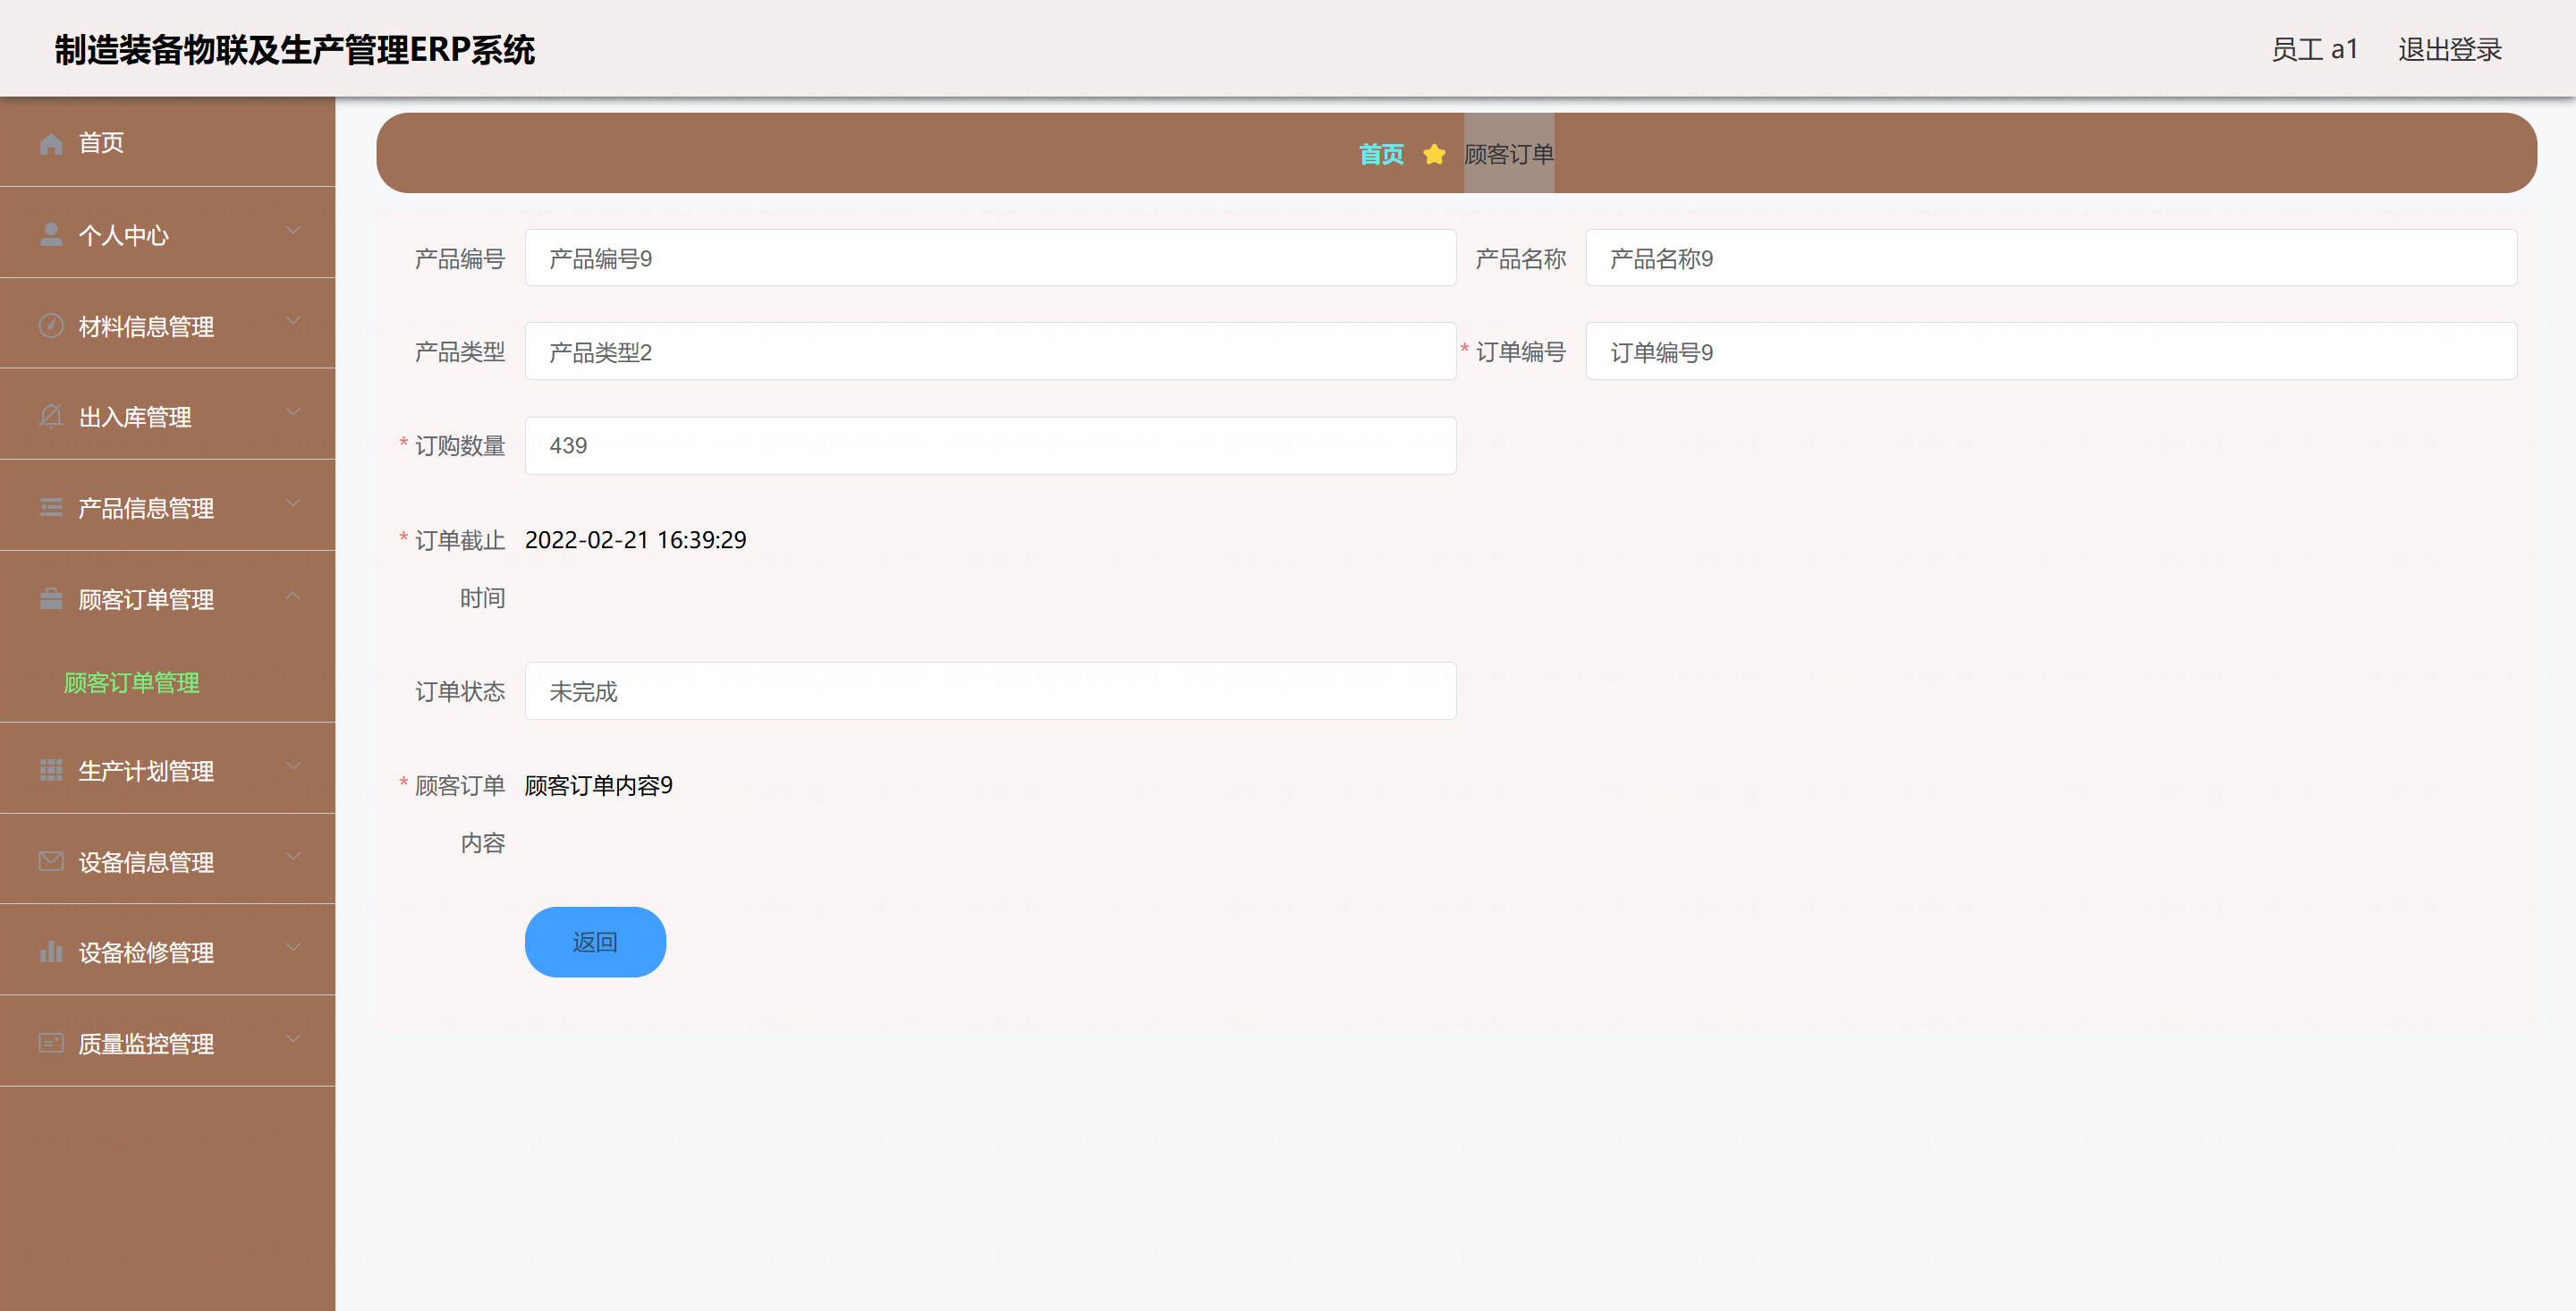 制造装备物联及生产管理ERP系统
员工 a1 退出登录
首页
个人中心
材料信息管理
出入库管理
产品信息管理
顾客订单管理
顾客订单管理
生产计划管理
设备信息管理
设备检修管理
质量监控管理
首页 顾客订单
产品编号 产品编号9 产品名称 产品名称9
产品类型 产品类型2 * 订单编号 订单编号9
* 订购数量 439
* 订单截止 2022-02-21 16:39:29
时间
订单状态 未完成
* 顾客订单 顾客订单内容9
内容
返回